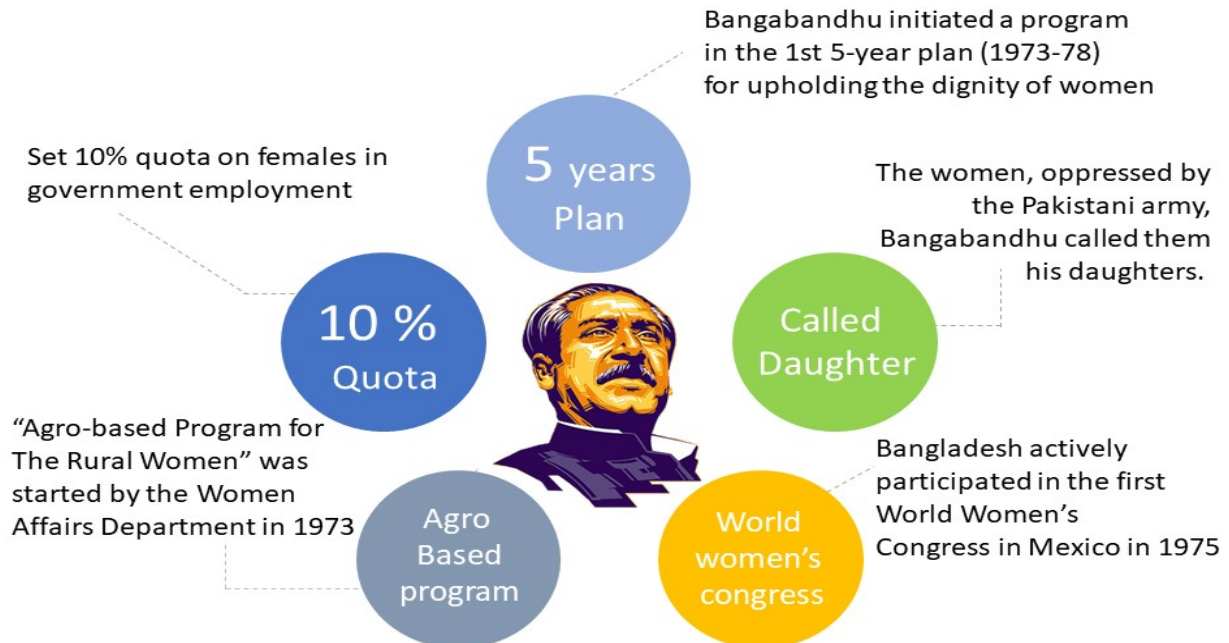 Bangabandhu initiated a program
in the 1st 5-year plan (1973-78)
for upholding the dignity of women
5 years
Plan
Set 10% quota on females in
government employment
10 %
Quota
The women, oppressed by
the Pakistani army,
Bangabandhu called them
his daughters.
Called
Daughter
“Agro-based Program for
The Rural Women” was
started by the Women
Affairs Department in 1973
Agro
Based
program
Bangladesh actively
participated in the first
World Women’s
Congress in Mexico in 1975
World
women’s
congress